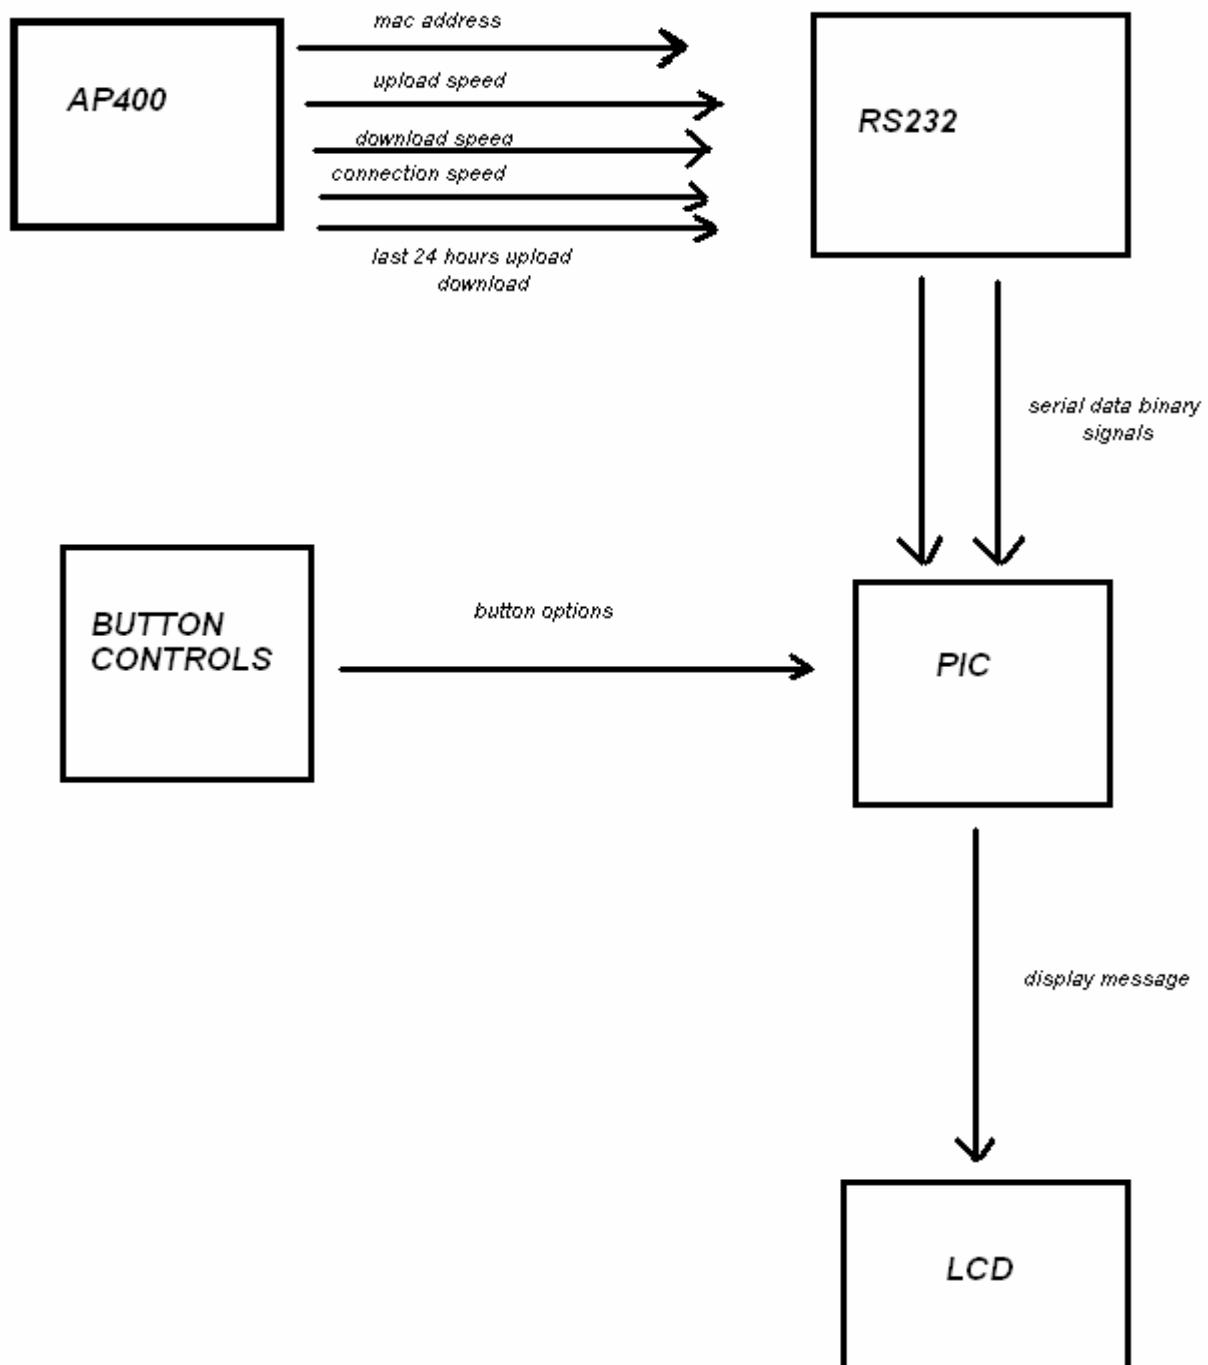 mac address
AP400
upload speed
RS232
download speed
connection speed
last 24 hours upload
download
serial data binary
signals
BUTTON
CONTROLS
button options
PIC
display message
LCD